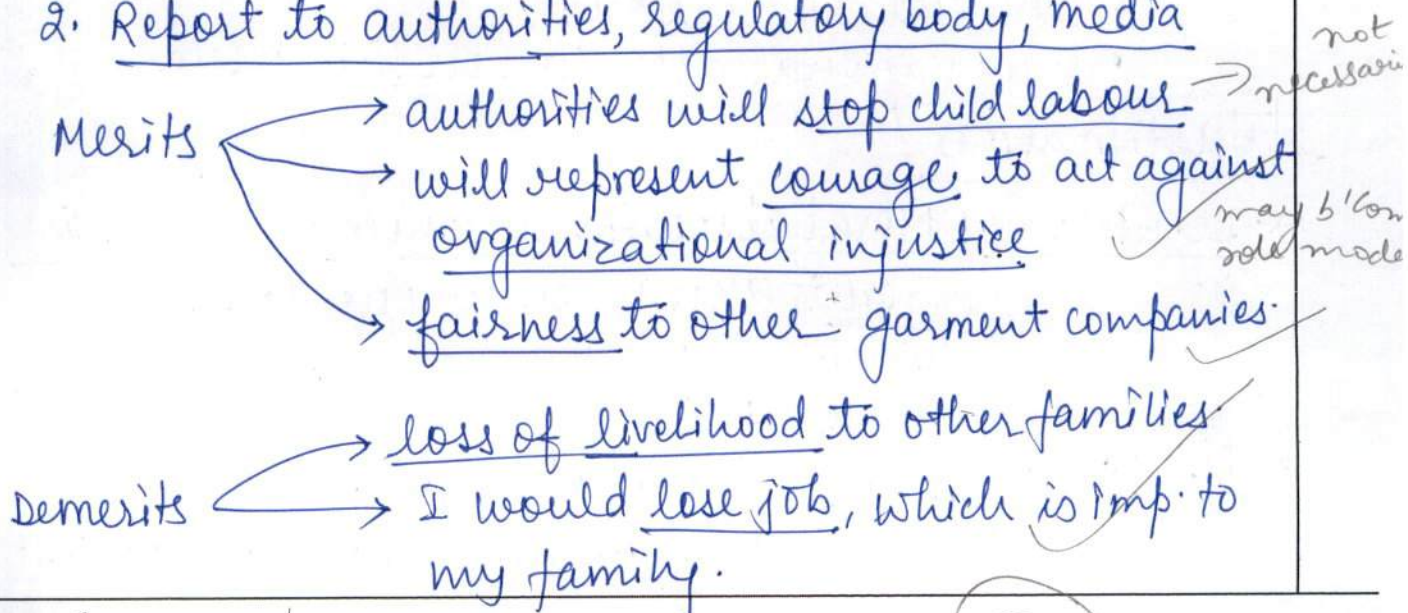 2. Report to authorities, regulatory body, media
not
necessari
Merits
→ authorities will stop child labour →
→ will represent courage to act against
organizational injustice
may b'com
role mode
→ fairness to other garment companies.
Demerits
→ loss of livelihood to other families.
→ I would lose job, which is imp. to
my family.